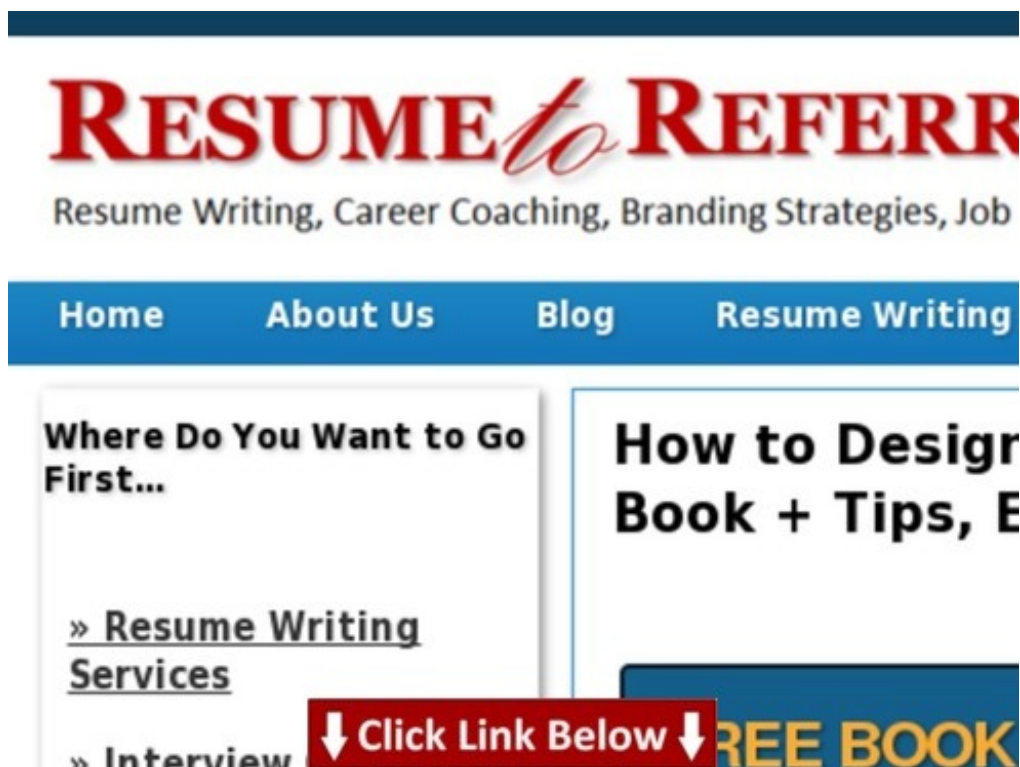 RESUME to REFERR
Resume Writing, Career Coaching, Branding Strategies, Job
Home About Us Blog Resume Writing
Where Do You Want to Go
First...
How to Design
Book + Tips, E
» Resume Writing
Services
» Interview
Click Link Below
REE BOOK